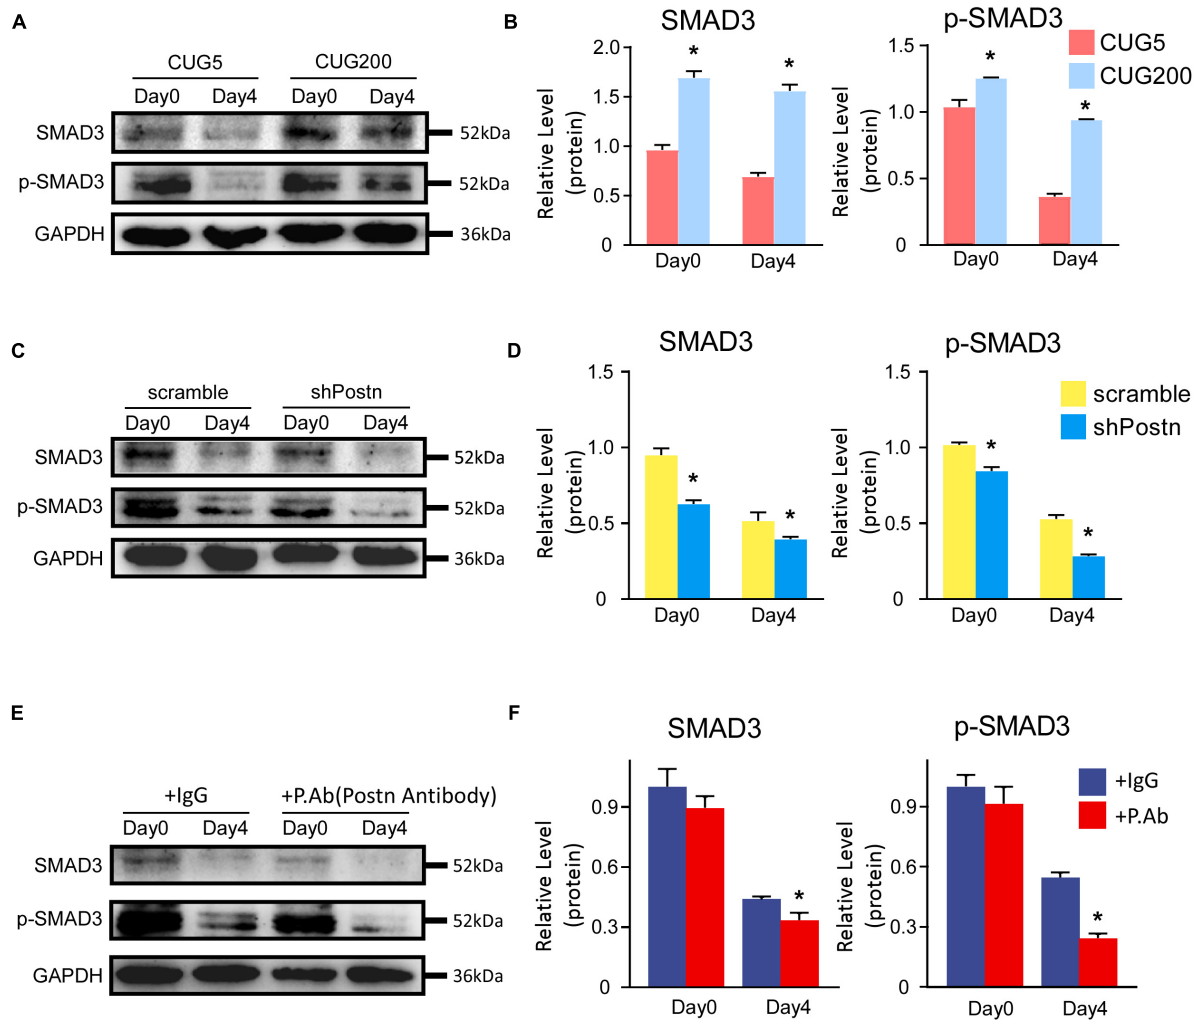 A
CUG5 CUG200
Day0 Day4 Day0 Day4
SMAD3 52kDa
p-SMAD3 52kDa
GAPDH 36kDa
B
SMAD3
Relative Level
(protein)
2.0
1.5
1.0
0.5
0
* *
Day0 Day4
p-SMAD3
Relative Level
(protein)
1.5
1.0
0.5
0
* *
Day0 Day4
CUG5
CUG200
C
scramble shPostn
Day0 Day4 Day0 Day4
SMAD3 52kDa
p-SMAD3 52kDa
GAPDH 36kDa
D
SMAD3
Relative Level
(protein)
1.5
1.0
0.5
0
* *
Day0 Day4
p-SMAD3
Relative Level
(protein)
1.5
1.0
0.5
0
* *
Day0 Day4
scramble
shPostn
E
+IgG +P.Ab(Postn Antibody)
Day0 Day4 Day0 Day4
SMAD3 52kDa
p-SMAD3 52kDa
GAPDH 36kDa
F
SMAD3
Relative Level
(protein)
0.9
0.6
0.3
0
*
Day0 Day4
p-SMAD3
Relative Level
(protein)
0.9
0.6
0.3
0
*
Day0 Day4
+IgG
+P.Ab